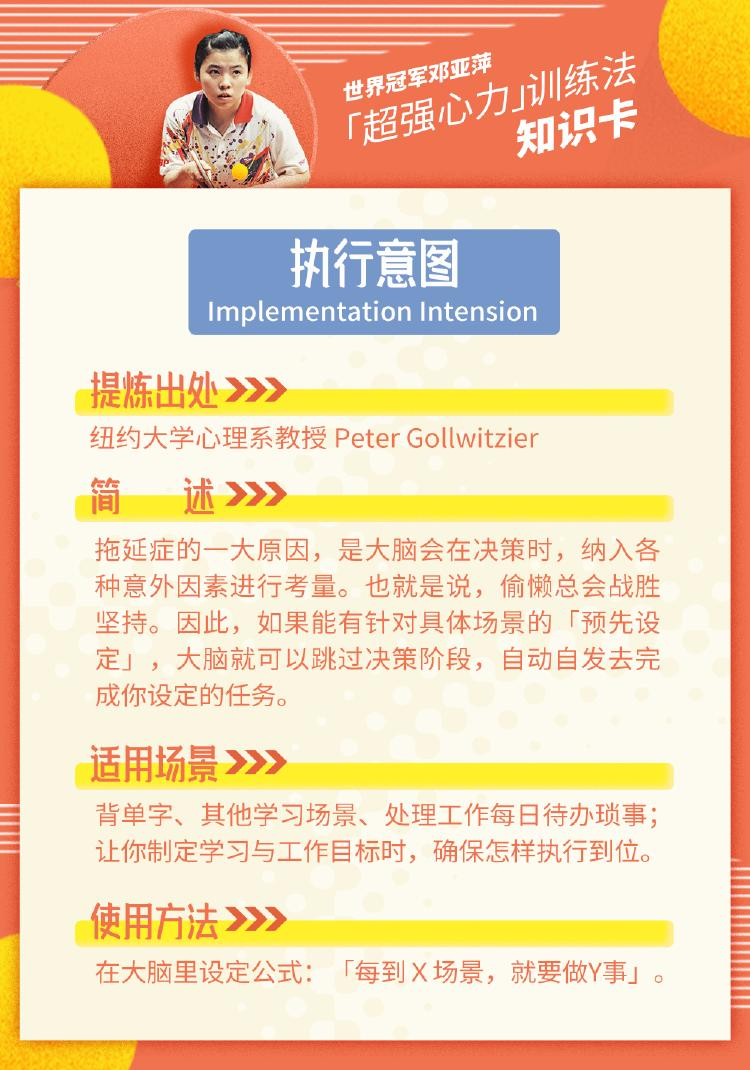 世界冠军邓亚萍
「超强心力」训练法
知识卡
执行意图
Implementation Intension
提炼出处
纽约大学心理系教授 Peter Gollwitzier
简 述
拖延症的一大原因，是大脑会在决策时，纳入各
种意外因素进行考量。也就是说，偷懒总会战胜
坚持。因此，如果能有针对具体场景的「预先设
定」，大脑就可以跳过决策阶段，自动自发去完
成你设定的任务。
适用场景
背单字、其他学习场景、处理工作每日待办琐事；
让你制定学习与工作目标时，确保怎样执行到位。
使用方法
在大脑里设定公式：「每到X场景，就要做Y事」。